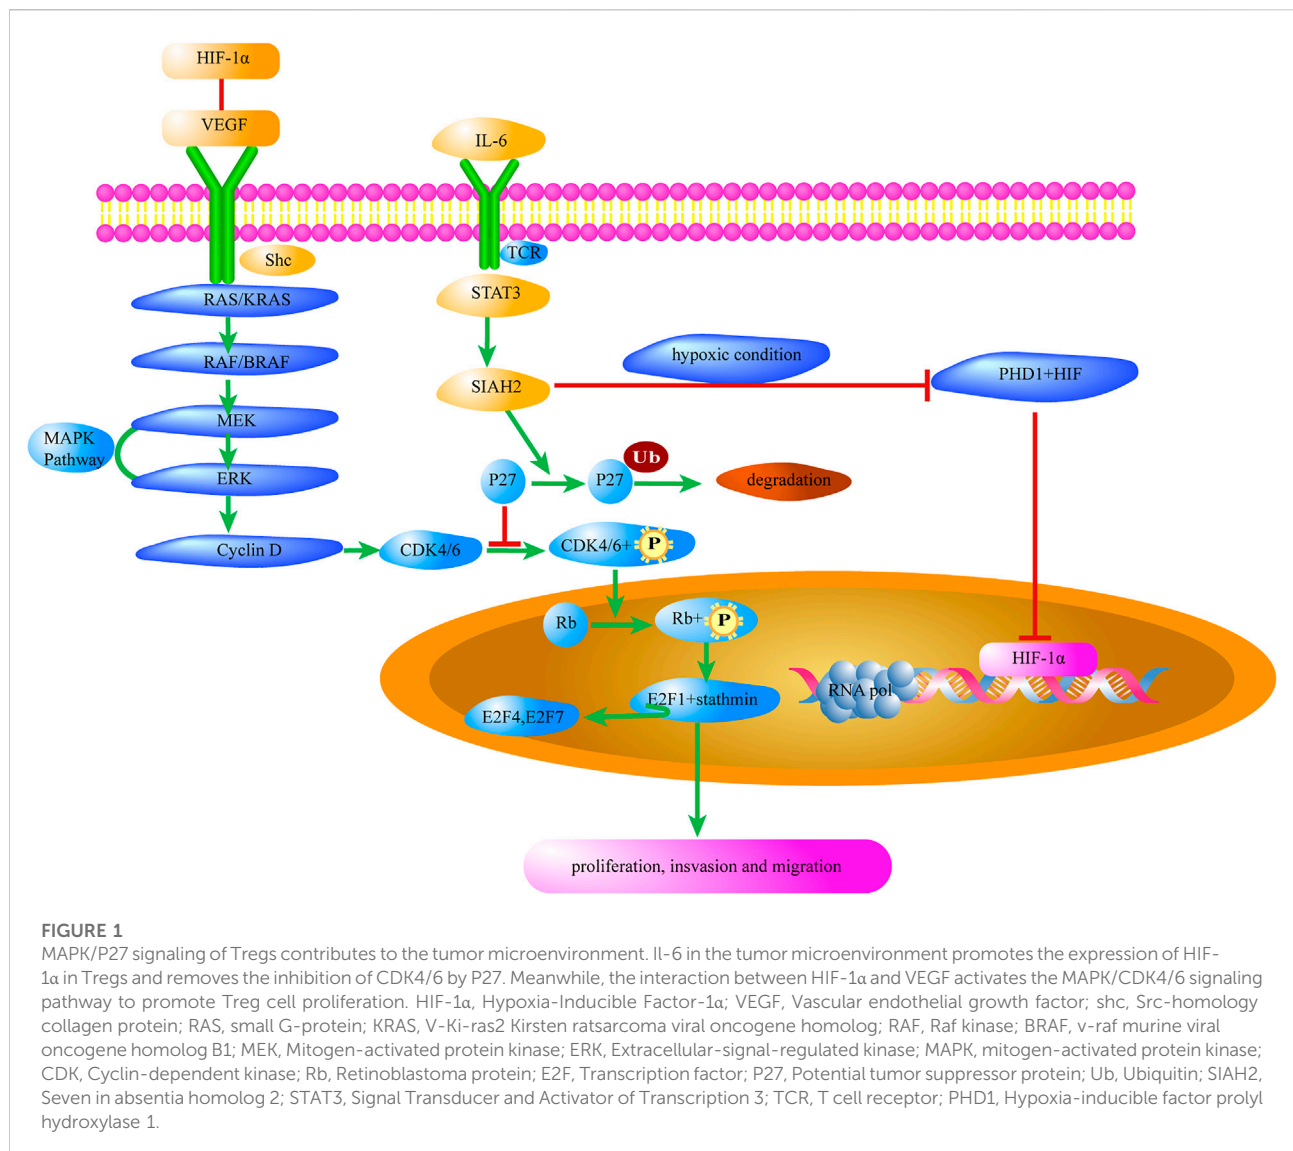 HIF-1α
VEGF
IL-6
Shc
TCR
RAS/KRAS
STAT3
RAF/BRAF
hypoxic condition
PHD1+HIF
SIAH2
MEK
MAPK
Pathway
ERK
P27
P27
Ub
degradation
Cyclin D
CDK4/6
CDK4/6+
P
Rb
Rb+
P
HIF-1α
RNA pol
E2F1+stathmin
E2F4,E2F7
proliferation, insvasion and migration
FIGURE 1
MAPK/P27 signaling of Tregs contributes to the tumor microenvironment. Il-6 in the tumor microenvironment promotes the expression of HIF-
1α in Tregs and removes the inhibition of CDK4/6 by P27. Meanwhile, the interaction between HIF-1α and VEGF activates the MAPK/CDK4/6 signaling
pathway to promote Treg cell proliferation. HIF-1α, Hypoxia-Inducible Factor-1α; VEGF, Vascular endothelial growth factor; shc, Src-homology
collagen protein; RAS, small G-protein; KRAS, V-Ki-ras2 Kirsten ratsarcoma viral oncogene homolog; RAF, Raf kinase; BRAF, v-raf murine viral
oncogene homolog B1; MEK, Mitogen-activated protein kinase; ERK, Extracellular-signal-regulated kinase; MAPK, mitogen-activated protein kinase;
CDK, Cyclin-dependent kinase; Rb, Retinoblastoma protein; E2F, Transcription factor; P27, Potential tumor suppressor protein; Ub, Ubiquitin; SIAH2,
Seven in absentia homolog 2; STAT3, Signal Transducer and Activator of Transcription 3; TCR, T cell receptor; PHD1, Hypoxia-inducible factor prolyl
hydroxylase 1.